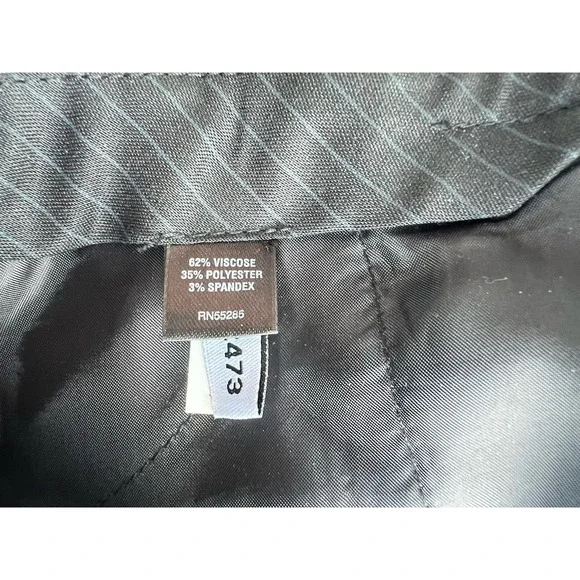 62% VISCOSE
35% POLYESTER
3% SPANDEX
RN55285
473